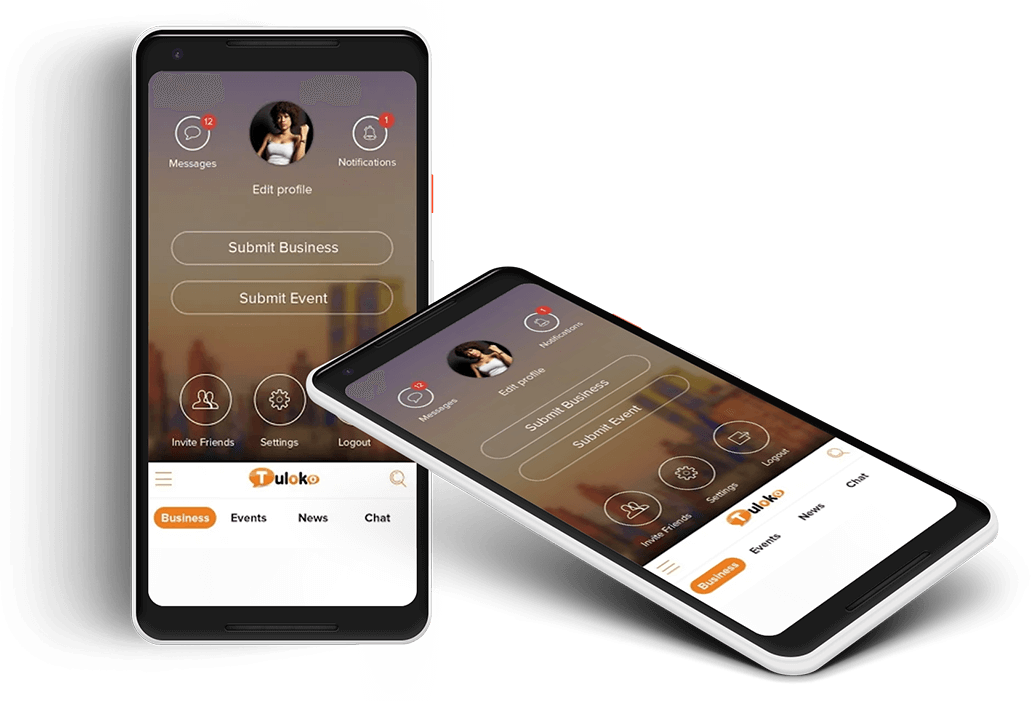 12
1
Messages
Notifications
Edit profile
Submit Business
Submit Event
Invite Friends
Settings
Logout
Tuloko
Business
Events
News
Chat
1
Notifications
12
Messages
Edit profile
Submit Business
Submit Event
Logout
Settings
Invite Friends
Tuloko
Chat
News
Events
Business